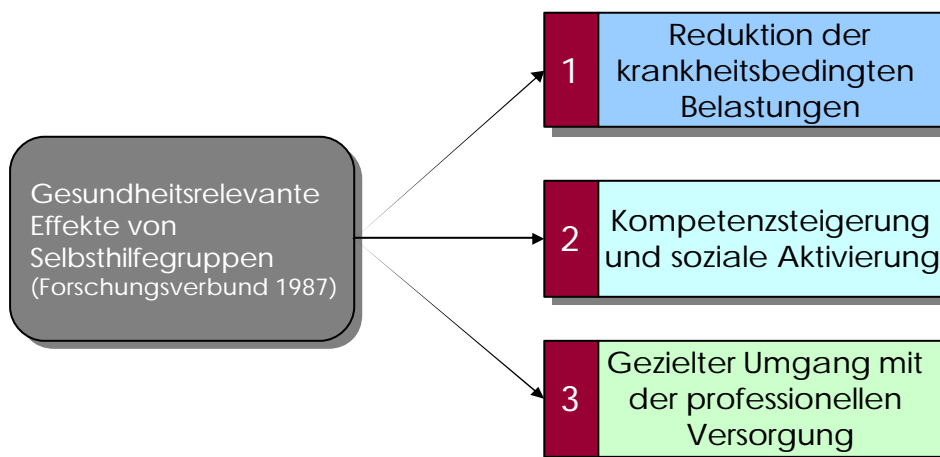 Gesundheitsrelevante
Effekte von
Selbsthilfegruppen
(Forschungsverbund 1987)
1
Reduktion der
krankheitsbedingten
Belastungen
2
Kompetenzsteigerung
und soziale Aktivierung
3
Gezielter Umgang mit
der professionellen
Versorgung